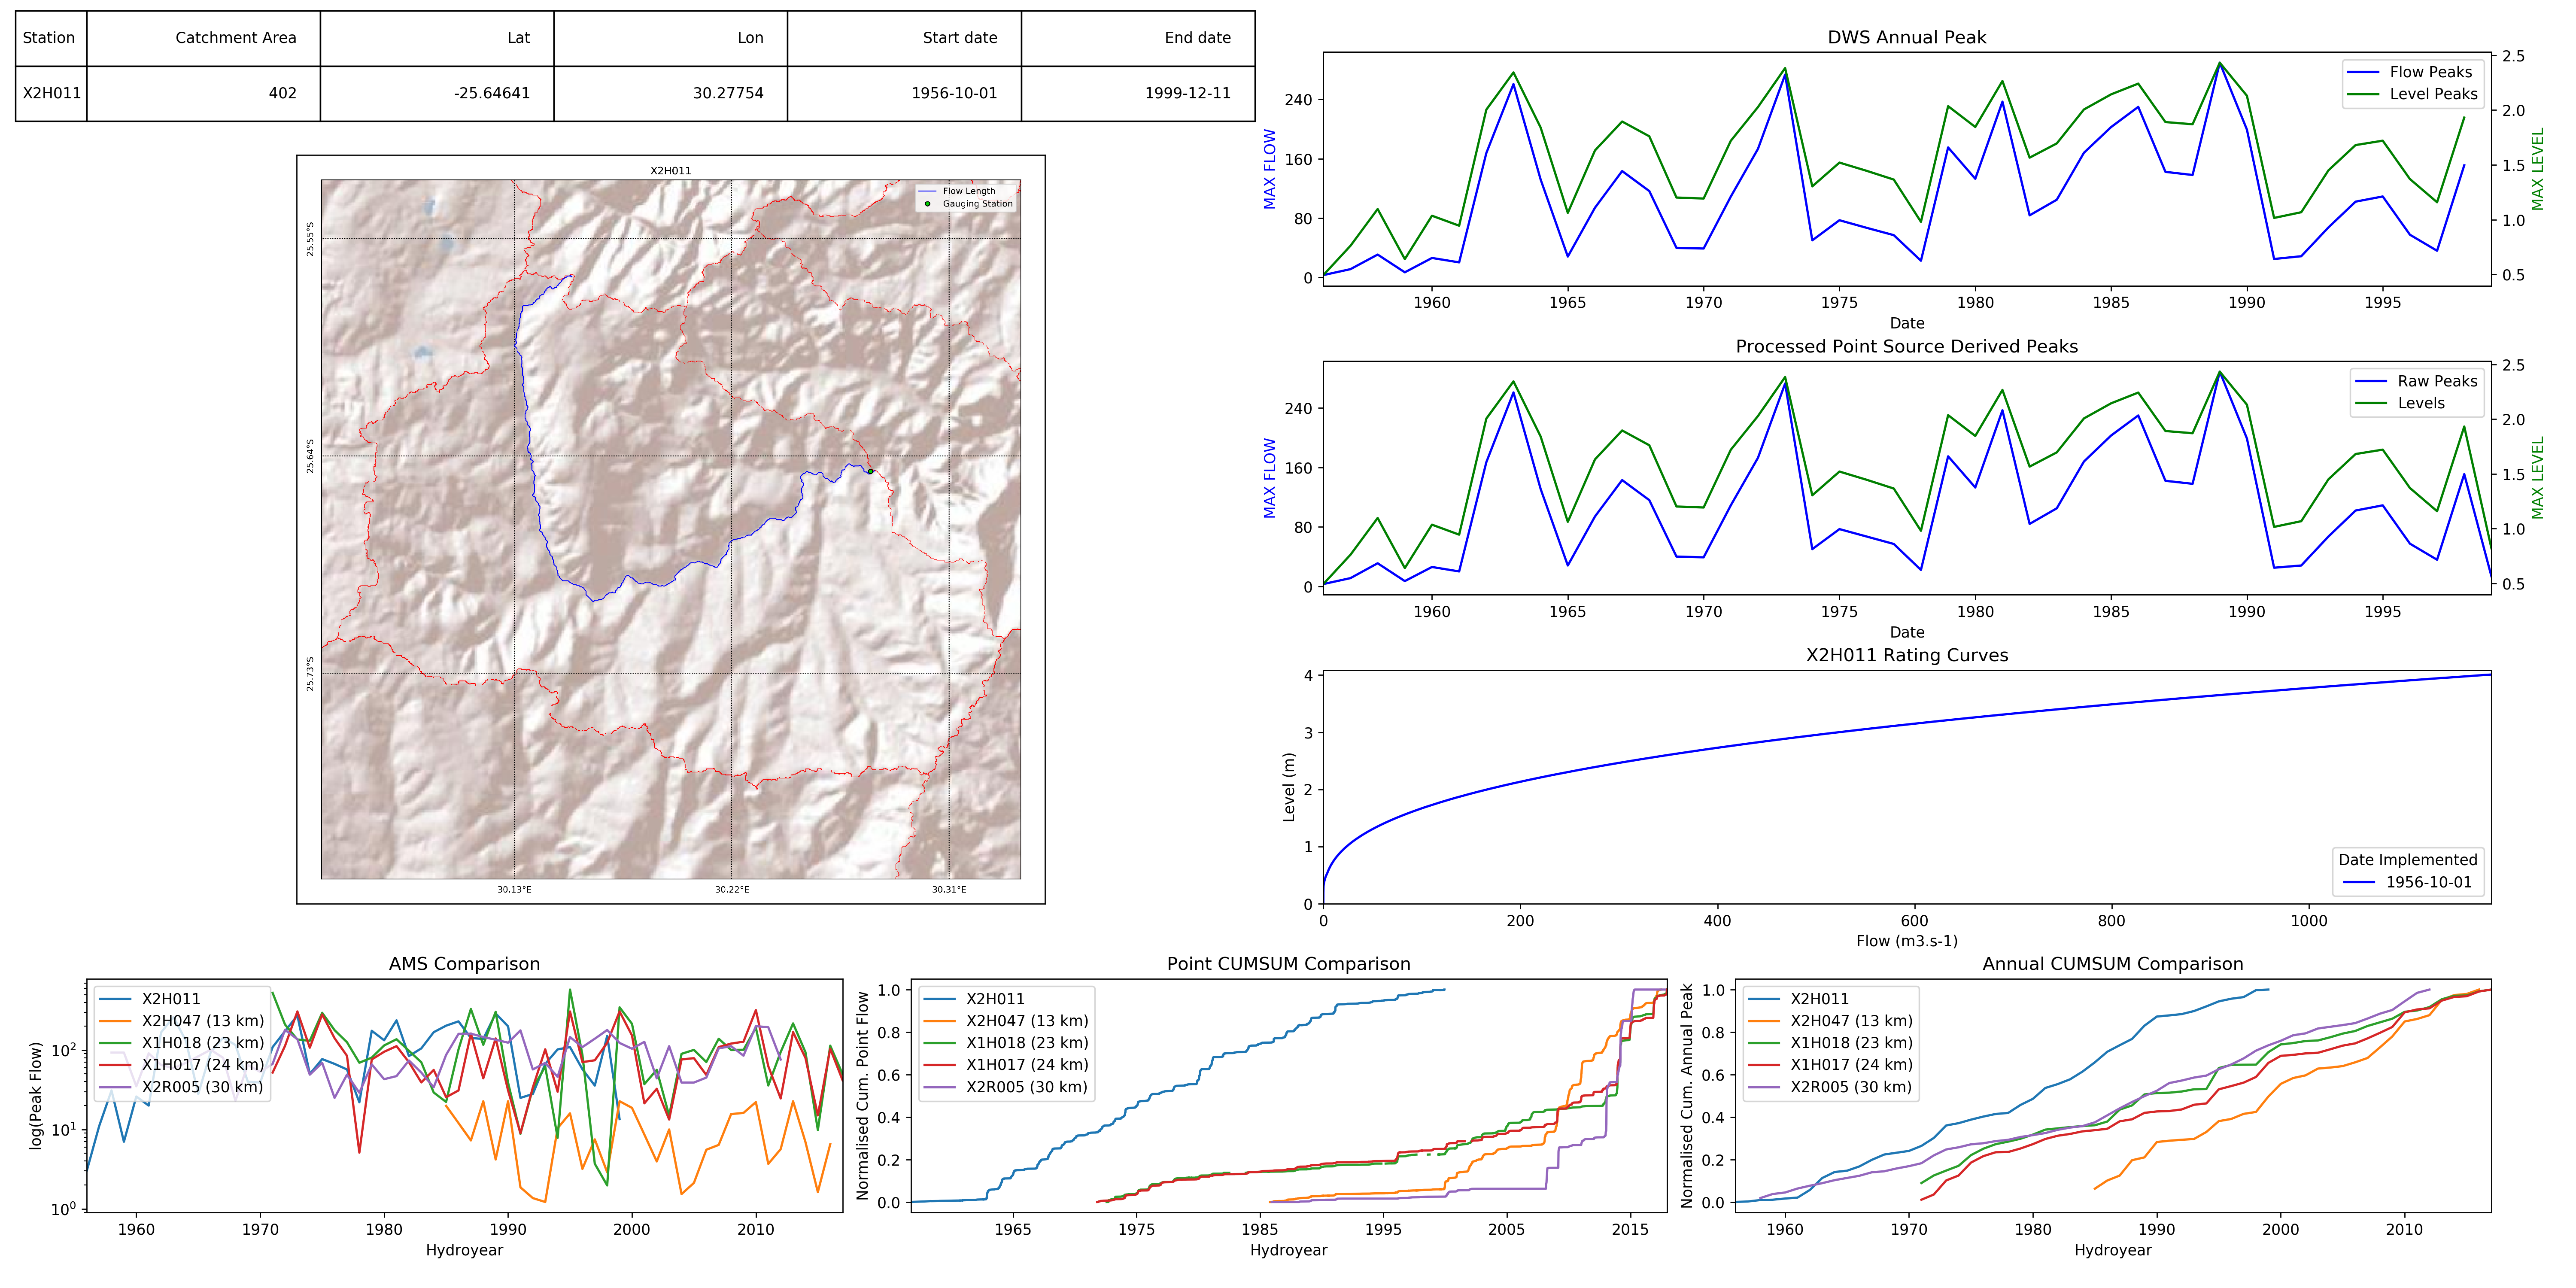 Station Catchment Area Lat Lon Start date End date
X2H011 402 -25.64641 30.27754 1956-10-01 1999-12-11
X2H011
Flow Length
Gauging Station
25.55°S
25.64°S
25.73°S
30.13°E 30.22°E 30.31°E
DWS Annual Peak
Flow Peaks
Level Peaks
MAX FLOW
MAX LEVEL
240
160
80
0
2.5
2.0
1.5
1.0
0.5
1960 1965 1970 1975 1980 1985 1990 1995
Date
Processed Point Source Derived Peaks
Raw Peaks
Levels
MAX FLOW
MAX LEVEL
240
160
80
0
2.5
2.0
1.5
1.0
0.5
1960 1965 1970 1975 1980 1985 1990 1995
Date
X2H011 Rating Curves
Level (m)
4
3
2
1
0
Date Implemented
1956-10-01
0 200 400 600 800 1000
Flow (m3.s-1)
AMS Comparison
X2H011
X2H047 (13 km)
X1H018 (23 km)
X1H017 (24 km)
X2R005 (30 km)
log(Peak Flow)
10²
10¹
10⁰
1960 1970 1980 1990 2000 2010
Hydroyear
Point CUMSUM Comparison
X2H011
X2H047 (13 km)
X1H018 (23 km)
X1H017 (24 km)
X2R005 (30 km)
Normalised Cum. Point Flow
1.0
0.8
0.6
0.4
0.2
0.0
1965 1975 1985 1995 2005 2015
Hydroyear
Annual CUMSUM Comparison
X2H011
X2H047 (13 km)
X1H018 (23 km)
X1H017 (24 km)
X2R005 (30 km)
Normalised Cum. Annual Peak
1.0
0.8
0.6
0.4
0.2
0.0
1960 1970 1980 1990 2000 2010
Hydroyear